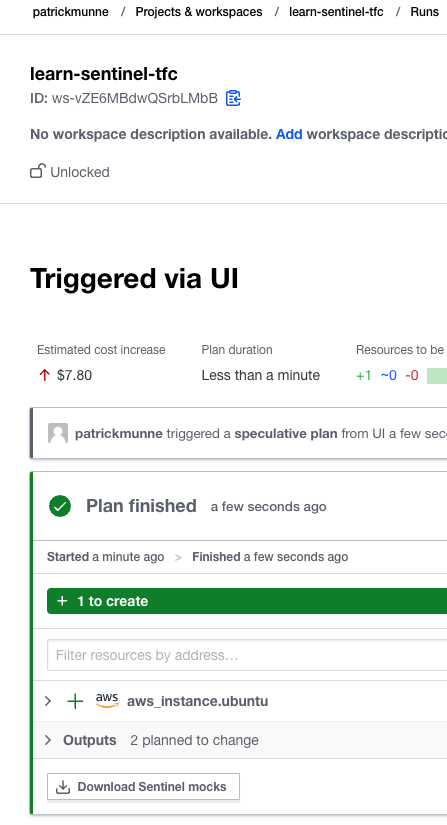 patrickmunne / Projects & workspaces / learn-sentinel-tfc / Runs
learn-sentinel-tfc
ID: ws-vZE6MBdwQSrbLMbB
No workspace description available. Add workspace descriptio
Unlocked
Triggered via UI
Estimated cost increase Plan duration Resources to be
↑ $7.80 Less than a minute +1 ~0 -0
patrickmunne triggered a speculative plan from UI a few sec
Plan finished a few seconds ago
Started a minute ago > Finished a few seconds ago
+ 1 to create
Filter resources by address...
> + aws aws_instance.ubuntu
> Outputs 2 planned to change
Download Sentinel mocks